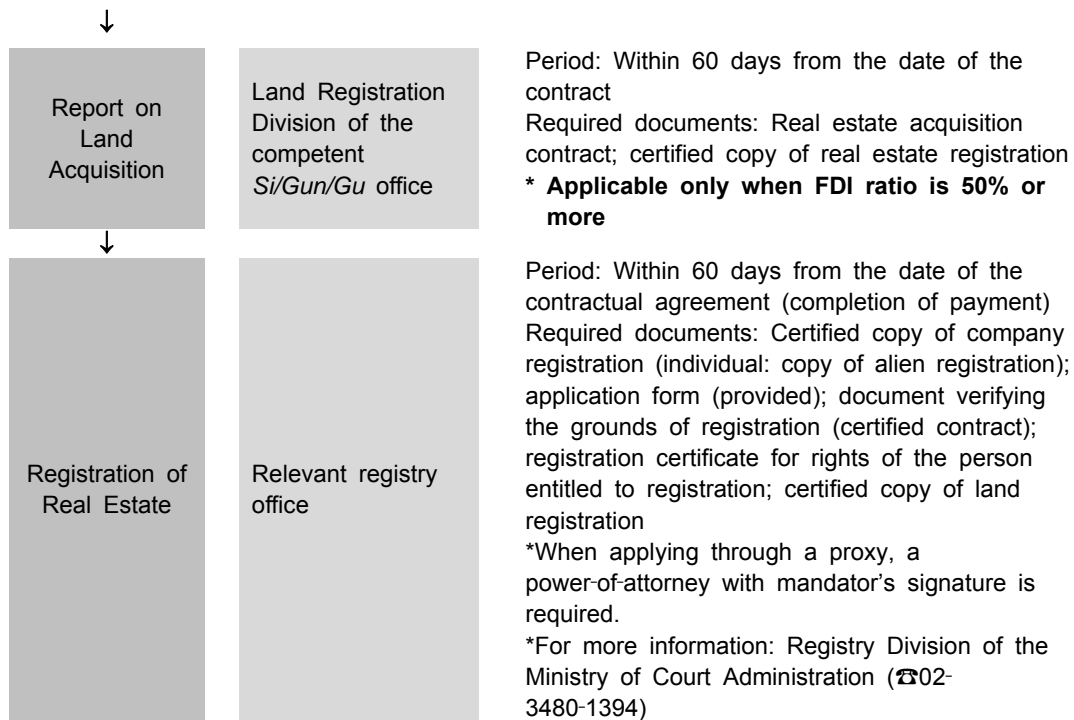 ↓
Report on
Land
Acquisition
Land Registration
Division of the
competent
Si/Gun/Gu office
Period: Within 60 days from the date of the
contract
Required documents: Real estate acquisition
contract; certified copy of real estate registration
* Applicable only when FDI ratio is 50% or
more
↓
Registration of
Real Estate
Relevant registry
office
Period: Within 60 days from the date of the
contractual agreement (completion of payment)
Required documents: Certified copy of company
registration (individual: copy of alien registration);
application form (provided); document verifying
the grounds of registration (certified contract);
registration certificate for rights of the person
entitled to registration; certified copy of land
registration
*When applying through a proxy, a
power-of-attorney with mandator's signature is
required.
*For more information: Registry Division of the
Ministry of Court Administration (☎02-
3480-1394)